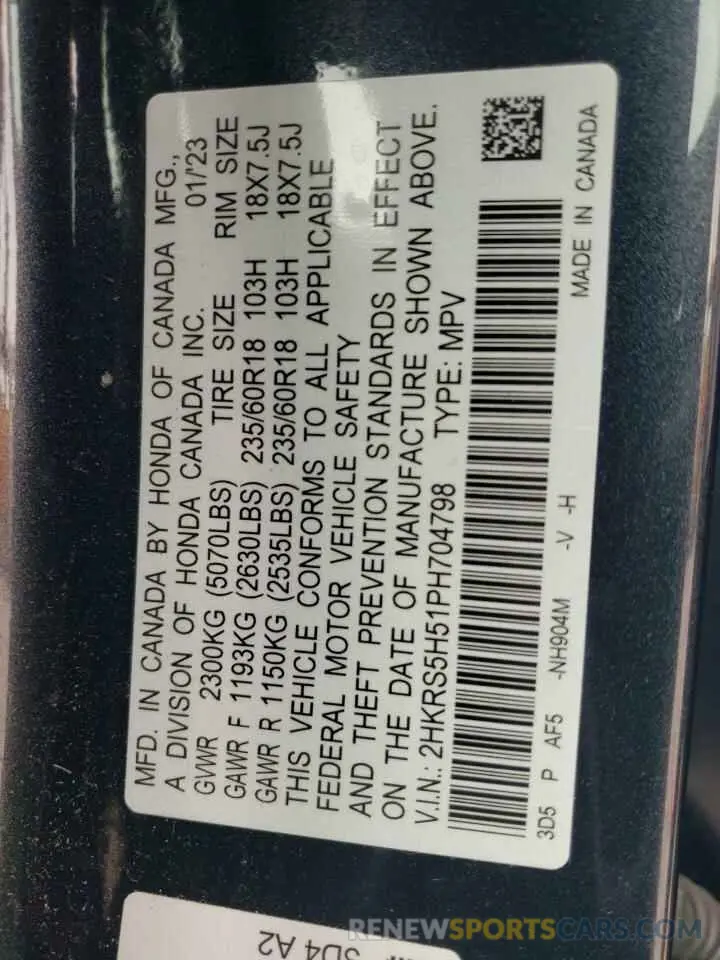 MFD. IN CANADA BY HONDA OF CANADA MFG.,
A DIVISION OF HONDA CANADA INC. 01/'23
GVWR 2300KG (5070LBS) TIRE SIZE RIM SIZE
GAWR F 1193KG (2630LBS) 235/60R18 103H 18X7.5J
GAWR R 1150KG (2535LBS) 235/60R18 103H 18X7.5J
THIS VEHICLE CONFORMS TO ALL APPLICABLE
FEDERAL MOTOR VEHICLE SAFETY
AND THEFT PREVENTION STANDARDS IN EFFECT
ON THE DATE OF MANUFACTURE SHOWN ABOVE.
V.I.N.: 2HKRS5H51PH704798 TYPE: MPV
3D5 P AF5 -NH904M -V -H MADE IN CANADA
3D4 A2
RENEWSPORTSCARS.COM